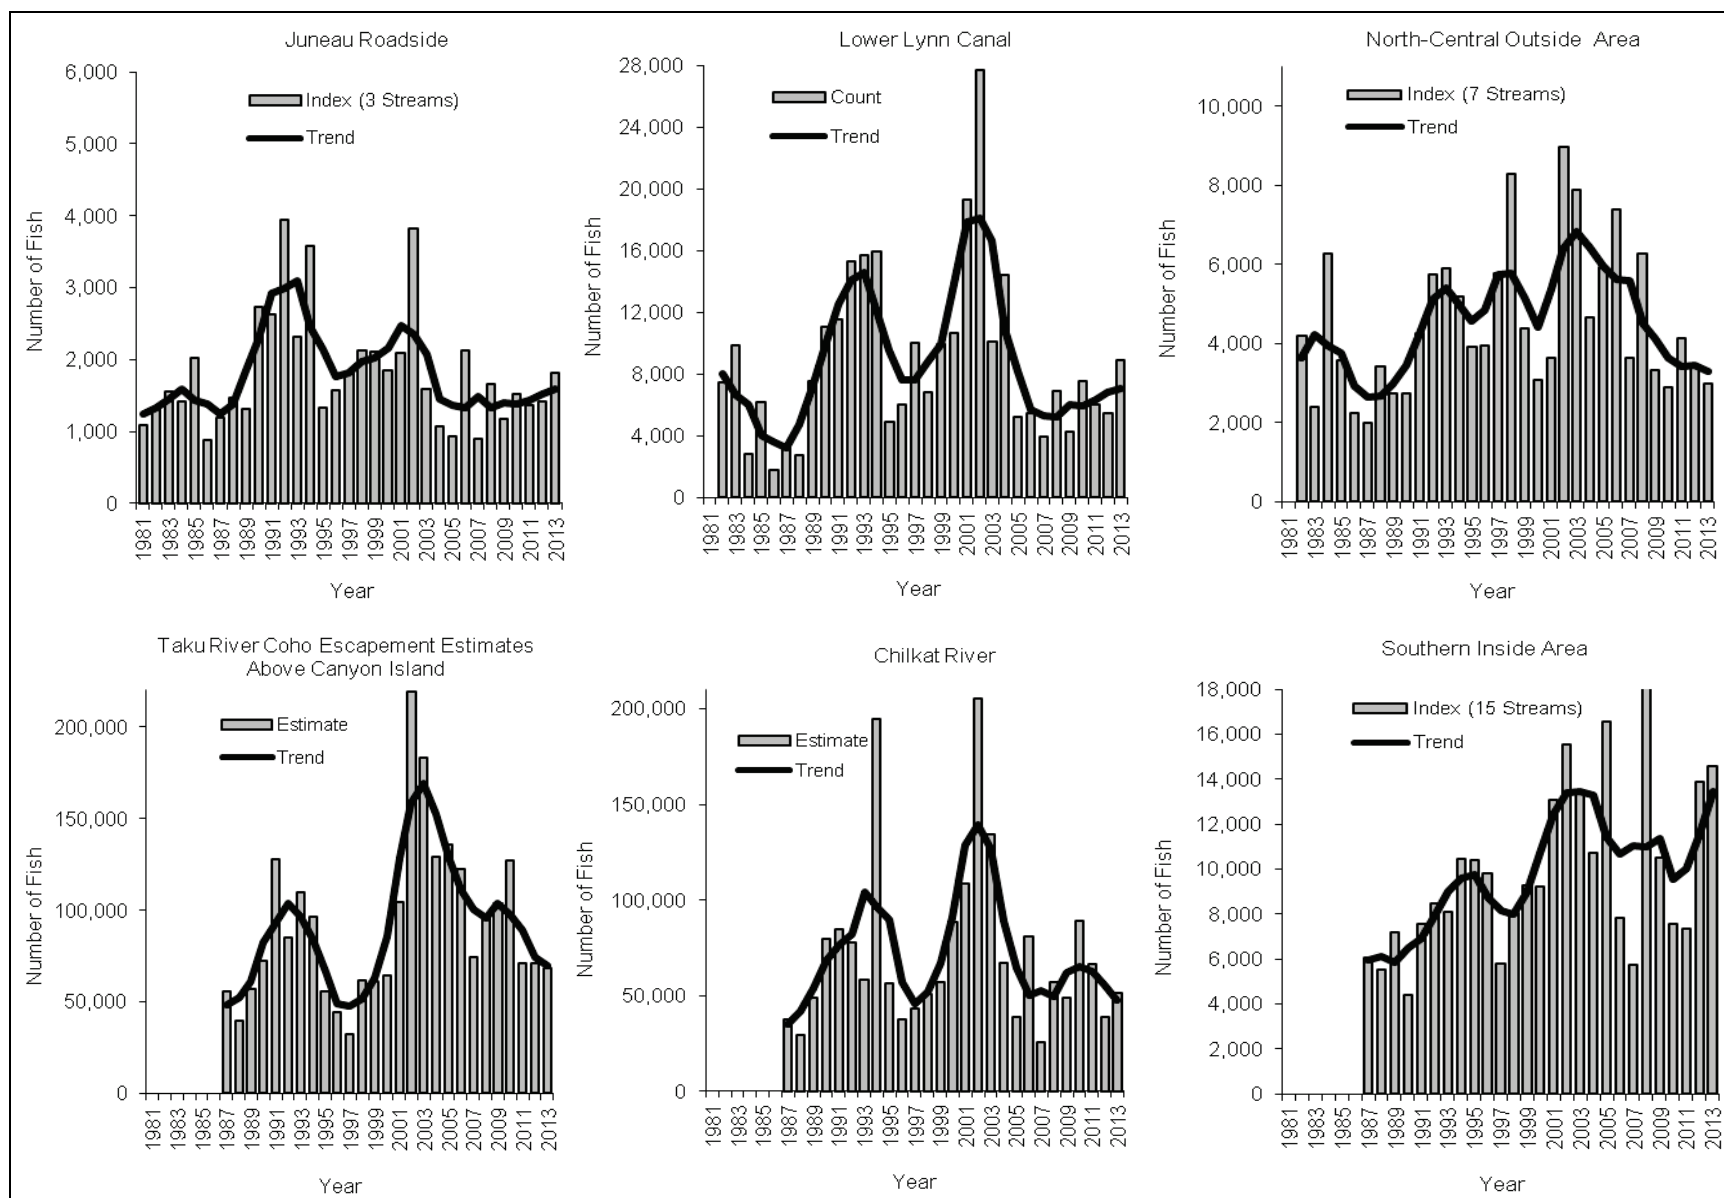 Juneau Roadside
Number of Fish
6,000
5,000
4,000
3,000
2,000
1,000
0
Index (3 Streams)
Trend
1981 1983 1985 1987 1989 1991 1993 1995 1997 1999 2001 2003 2005 2007 2009 2011 2013
Year
Lower Lynn Canal
Number of Fish
28,000
24,000
20,000
16,000
12,000
8,000
4,000
0
Count
Trend
1981 1983 1985 1987 1989 1991 1993 1995 1997 1999 2001 2003 2005 2007 2009 2011 2013
Year
North-Central Outside Area
Number of Fish
10,000
8,000
6,000
4,000
2,000
0
Index (7 Streams)
Trend
1981 1983 1985 1987 1989 1991 1993 1995 1997 1999 2001 2003 2005 2007 2009 2011 2013
Year
Taku River Coho Escapement Estimates
Above Canyon Island
Number of Fish
200,000
150,000
100,000
50,000
0
Estimate
Trend
1981 1983 1985 1987 1989 1991 1993 1995 1997 1999 2001 2003 2005 2007 2009 2011 2013
Year
Chilkat River
Number of Fish
200,000
150,000
100,000
50,000
0
Estimate
Trend
1981 1983 1985 1987 1989 1991 1993 1995 1997 1999 2001 2003 2005 2007 2009 2011 2013
Year
Southern Inside Area
Number of Fish
18,000
16,000
14,000
12,000
10,000
8,000
6,000
4,000
2,000
0
Index (15 Streams)
Trend
1981 1983 1985 1987 1989 1991 1993 1995 1997 1999 2001 2003 2005 2007 2009 2011 2013
Year